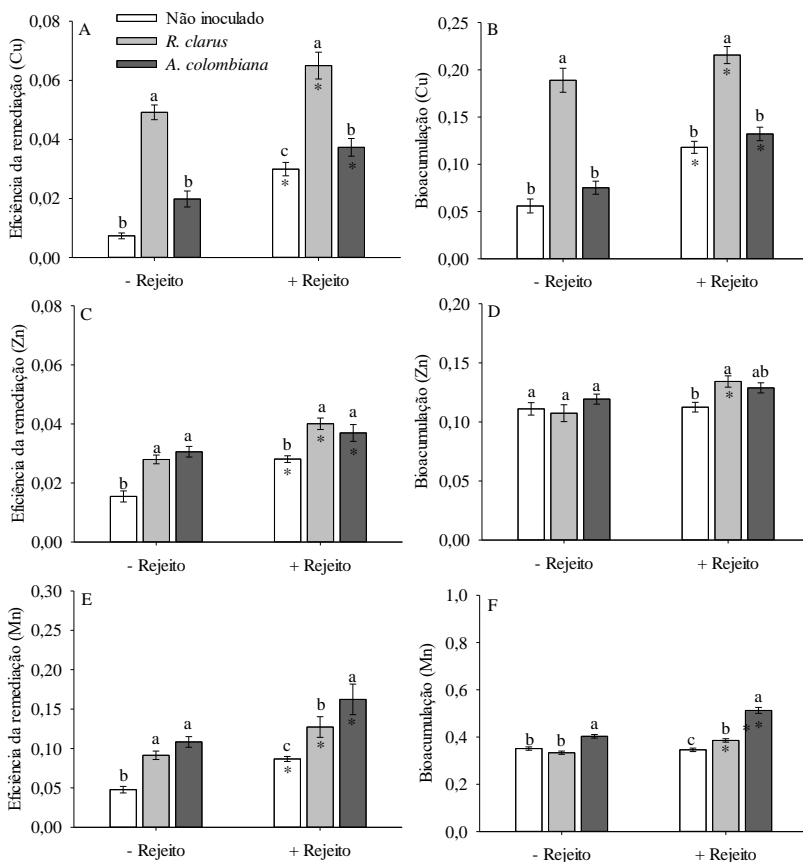 A
Não inoculado
R. clarus
A. colombiana
Eficiência da remediação (Cu)
0,08
0,06
0,04
0,02
0,00
b
a
b
c
*
a
*
b
*
- Rejeito
+ Rejeito
B
Bioacumulação (Cu)
0,25
0,20
0,15
0,10
0,05
0,00
b
a
b
b
*
a
*
b
*
- Rejeito
+ Rejeito
C
Eficiência da remediação (Zn)
0,08
0,06
0,04
0,02
0,00
b
a
a
b
*
a
*
a
*
- Rejeito
+ Rejeito
D
Bioacumulação (Zn)
0,20
0,15
0,10
0,05
0,00
a
a
a
b
a
*
ab
- Rejeito
+ Rejeito
E
Eficiência da remediação (Mn)
0,30
0,25
0,20
0,15
0,10
0,05
0,00
b
a
a
c
*
b
*
a
*
- Rejeito
+ Rejeito
F
Bioacumulação (Mn)
1,0
0,8
0,6
0,4
0,2
0,0
b
b
a
c
b
*
a
* *
- Rejeito
+ Rejeito